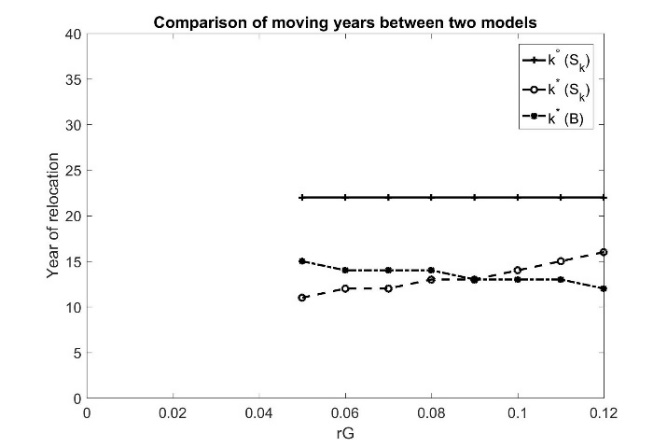 Comparison of moving years between two models
40
35
30
25
20
15
10
5
0
Year of relocation
k° (Sk)
k* (Sk)
k* (B)
0 0.02 0.04 0.06 0.08 0.1 0.12
rG